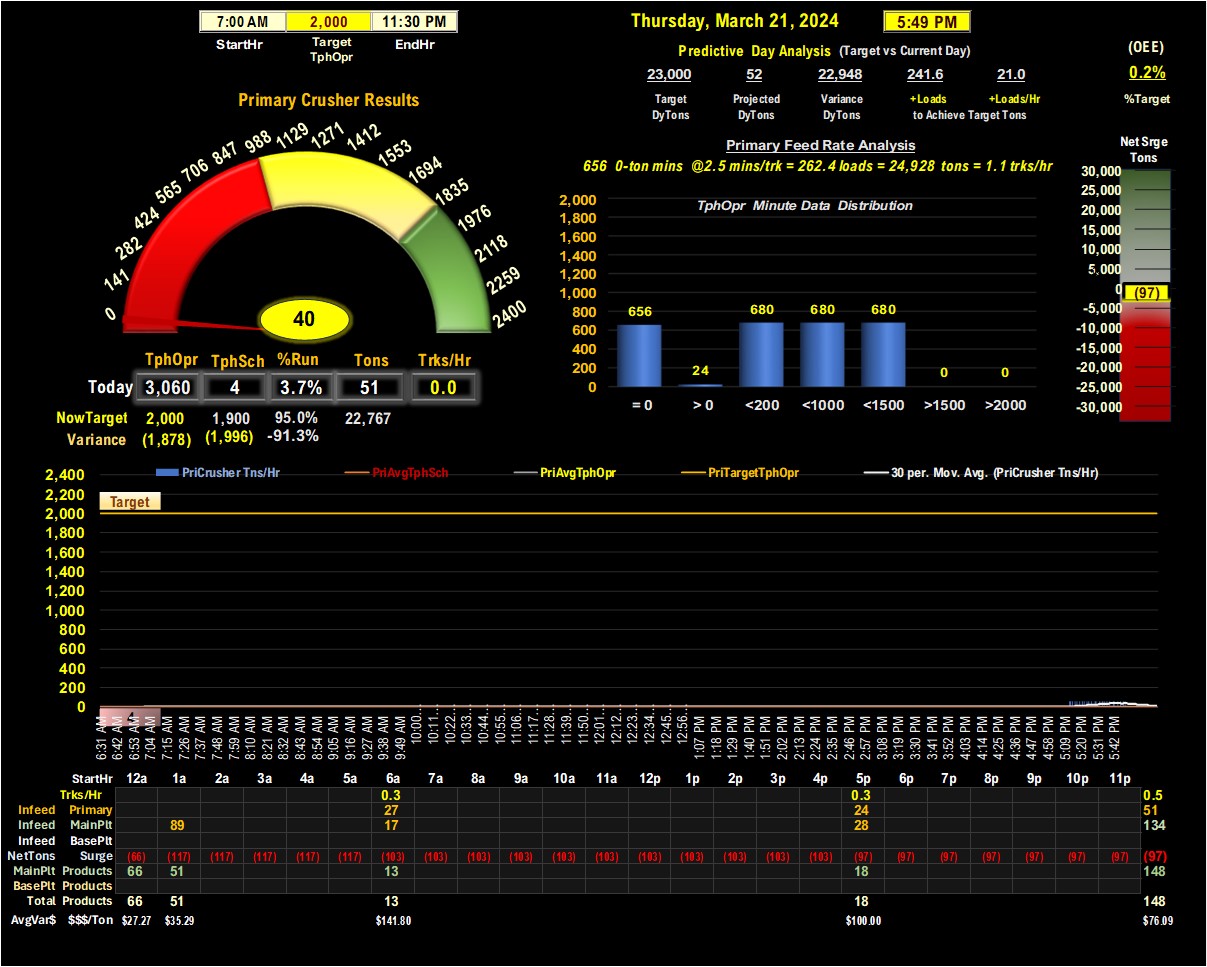 7:00 AM 2,000 11:30 PM
StartHr Target TphOpr EndHr
Thursday, March 21, 2024 5:49 PM
Predictive Day Analysis (Target vs Current Day)
23,000 52 22,948 241.6 21.0
Target Projected Variance +Loads +Loads/Hr
DyTons DyTons DyTons to Achieve Target Tons
(OEE)
0.2%
%Target
Primary Crusher Results
0 141 282 424 565 706 847 988 1129 1271 1412 1553 1694 1835 1976 2118 2259 2400
40
TphOpr TphSch %Run Tons Trks/Hr
Today 3,060 4 3.7% 51 0.0
NowTarget 2,000 1,900 95.0% 22,767
Variance (1,878) (1,996) -91.3%
Primary Feed Rate Analysis
656 0-ton mins @2.5 mins/trk = 262.4 loads = 24,928 tons = 1.1 trks/hr
TphOpr Minute Data Distribution
2,000
1,800
1,600
1,400
1,200
1,000
800
600
400
200
0
656 24 680 680 680 0 0
= 0 > 0 <200 <1000 <1500 >1500 >2000
Net Srge
Tons
30,000
25,000
20,000
15,000
10,000
5,000
0
(97)
-5,000
-10,000
-15,000
-20,000
-25,000
-30,000
PriCrusher Tns/Hr PriAvgTphSch PriAvgTphOpr PriTargetTphOpr 30 per. Mov. Avg. (PriCrusher Tns/Hr)
2,400
2,200
2,000
1,800
1,600
1,400
1,200
1,000
800
600
400
200
0
Target
4
6:31 AM 6:42 AM 6:53 AM 7:04 AM 7:15 AM 7:26 AM 7:37 AM 7:48 AM 7:59 AM 8:10 AM 8:21 AM 8:32 AM 8:43 AM 8:54 AM 9:05 AM 9:16 AM 9:27 AM 9:38 AM 9:49 AM 10:00… 10:11… 10:22… 10:33… 10:44… 10:55… 11:06… 11:17… 11:28… 11:39… 11:50… 12:01… 12:12… 12:23… 12:34… 12:45… 12:56… 1:07 PM 1:18 PM 1:29 PM 1:40 PM 1:51 PM 2:02 PM 2:13 PM 2:24 PM 2:35 PM 2:46 PM 2:57 PM 3:08 PM 3:19 PM 3:30 PM 3:41 PM 3:52 PM 4:03 PM 4:14 PM 4:25 PM 4:36 PM 4:47 PM 4:58 PM 5:09 PM 5:20 PM 5:31 PM 5:42 PM
StartHr 12a 1a 2a 3a 4a 5a 6a 7a 8a 9a 10a 11a 12p 1p 2p 3p 4p 5p 6p 7p 8p 9p 10p 11p
Trks/Hr 0.3 0.3 0.5
Infeed Primary 27 24 51
Infeed MainPlt 89 17 28 134
Infeed BasePlt
NetTons Surge (66) (117) (117) (117) (117) (117) (103) (103) (103) (103) (103) (103) (103) (103) (103) (103) (103) (97) (97) (97) (97) (97) (97) (97) (97)
MainPlt Products 66 51 13 18 148
BasePlt Products
Total Products 66 51 13 18 148
AvgVar$ $$$/Ton $27.27 $35.29 $141.80 $100.00 $76.09